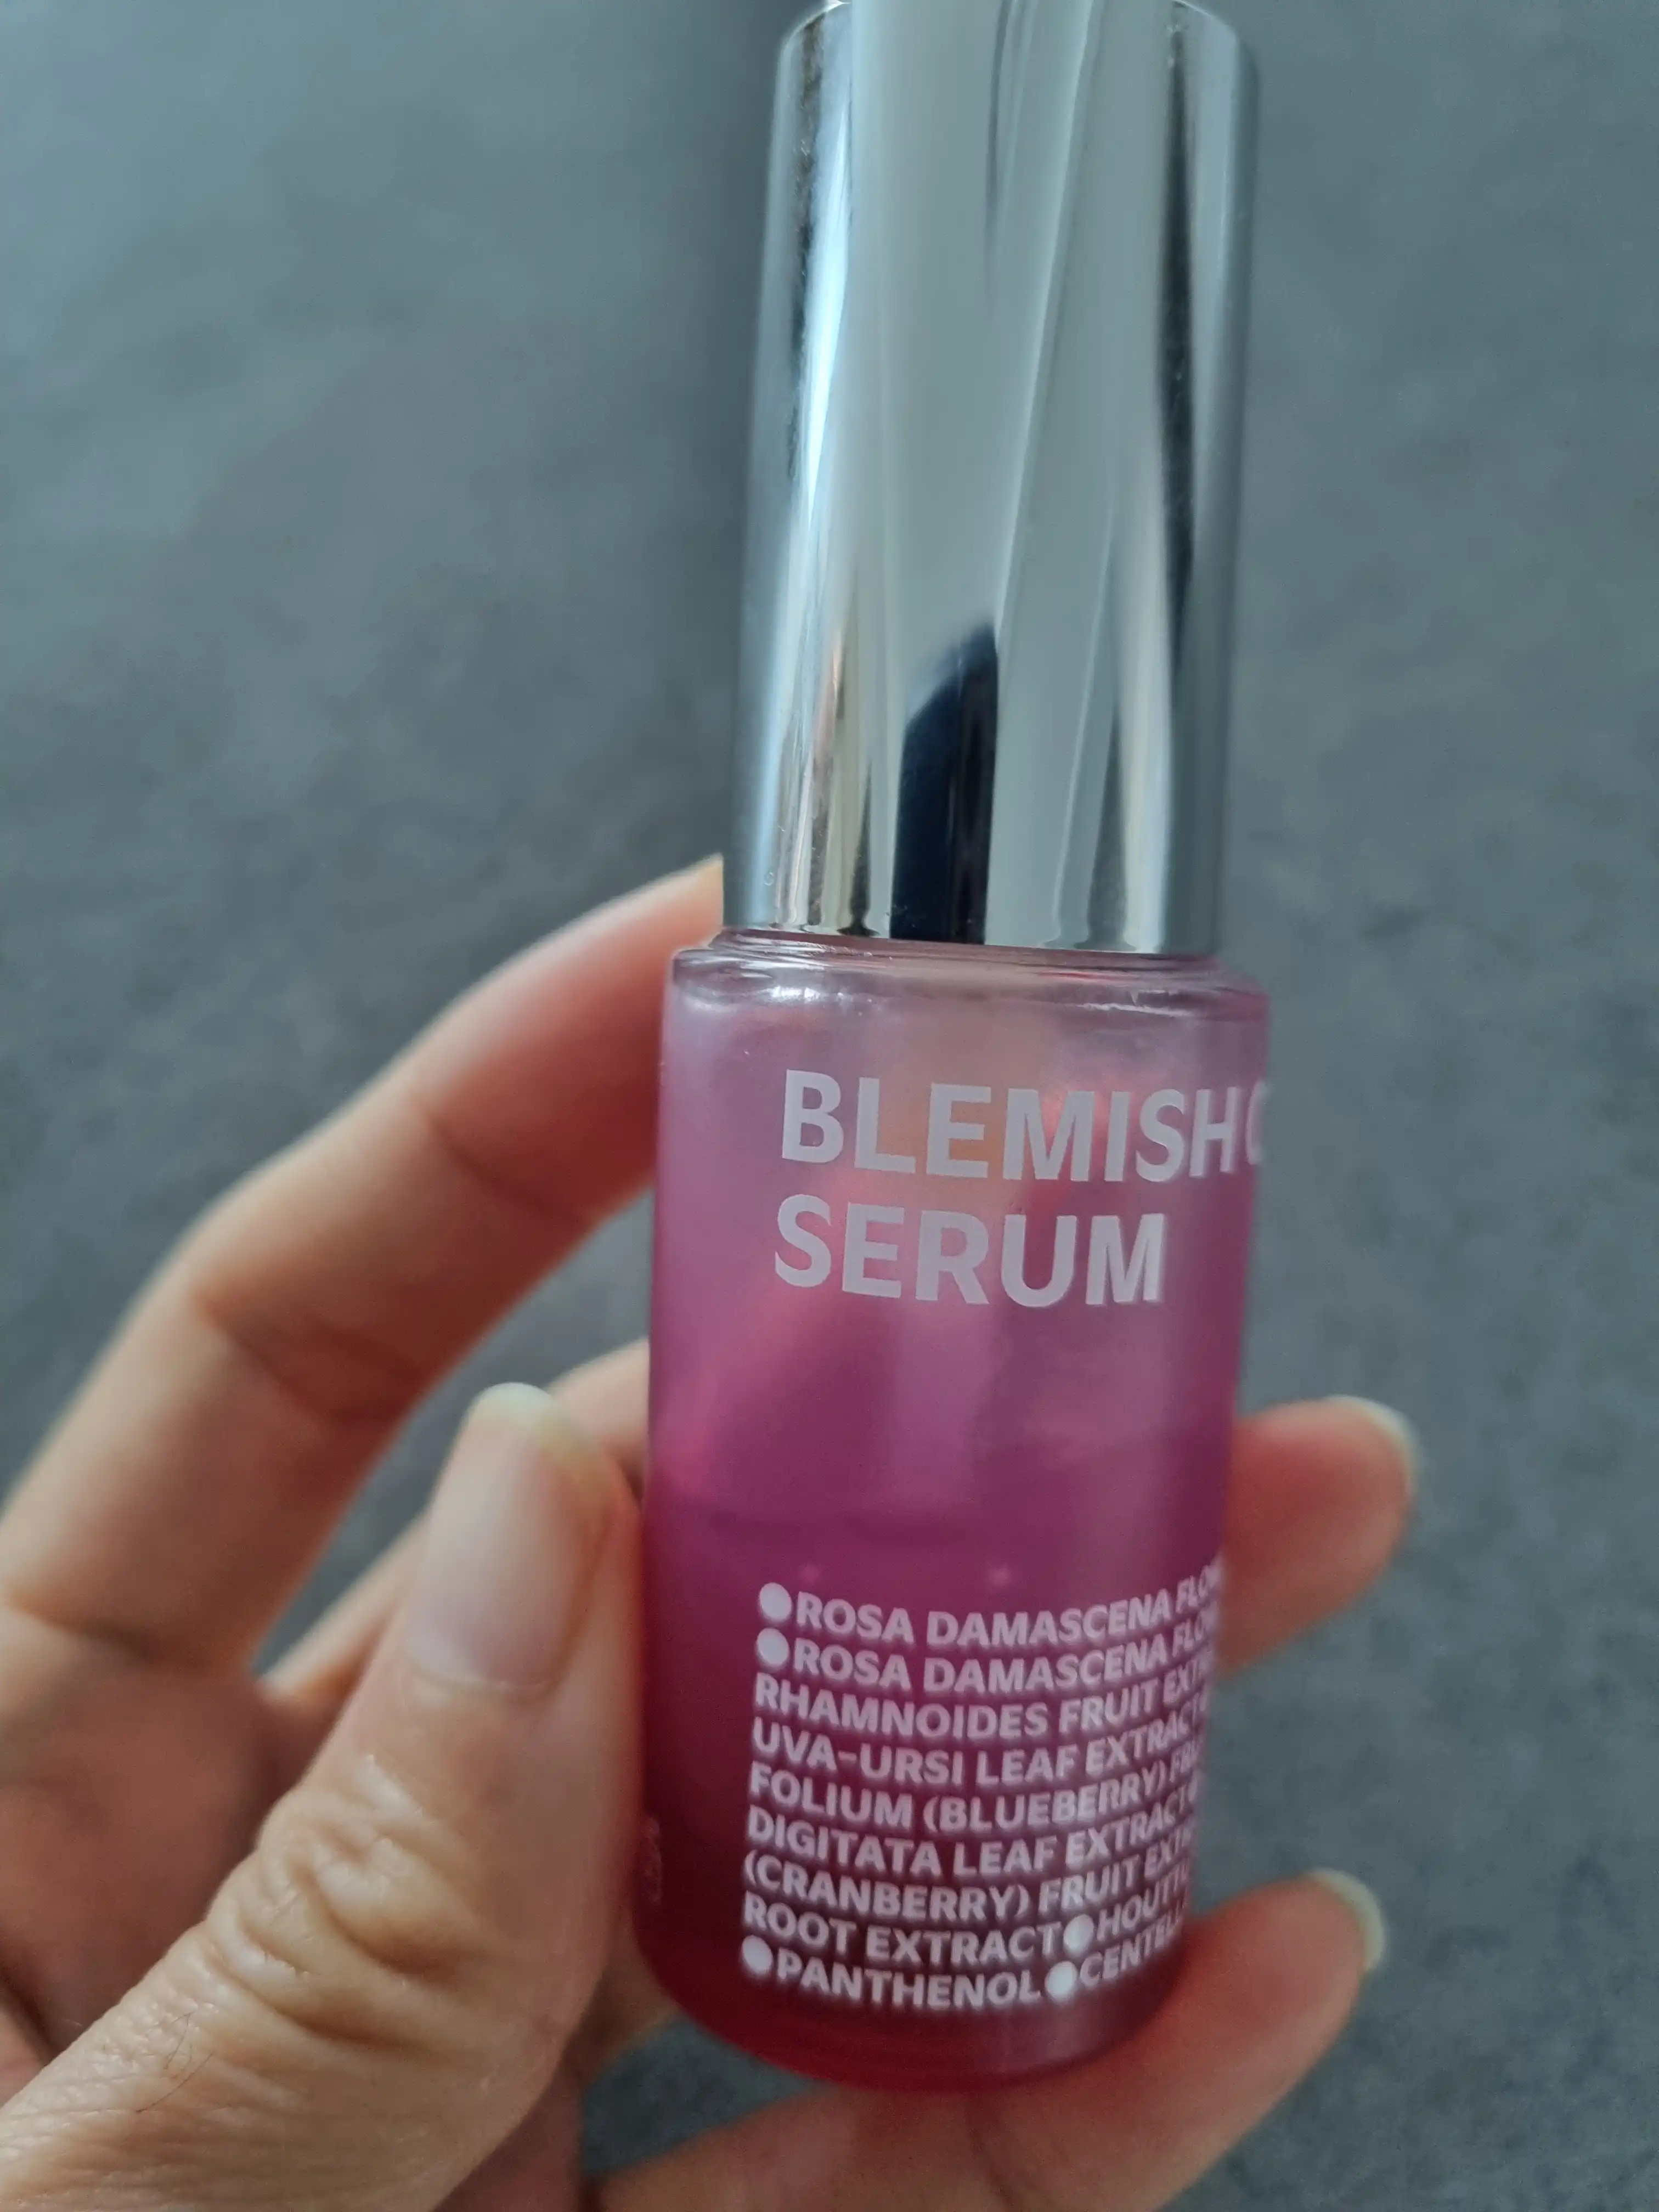 BLEMISH C
SERUM
●ROSA DAMASCENA
●ROSA DAMASCENA
RHAMNOIDES FRUIT
UVA-URSI LEAF EXTRACT
FOLIUM (BLUEBERRY)
DIGITATA LEAF EXTRACT
(CRANBERRY) FRUIT
ROOT EXTRACT●
●PANTHENOL●